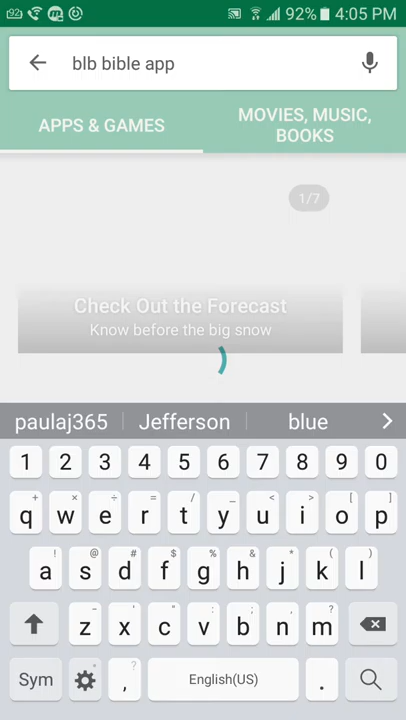 92 92% 4:05 PM
blb bible app
APPS & GAMES
MOVIES, MUSIC,
BOOKS
1/7
Check Out the Forecast
Know before the big snow
paulaj365 Jefferson blue
1 2 3 4 5 6 7 8 9 0
+ × ÷ = / _ < > [ ]
q w e r t y u i o p
! @ # $ % ^ & * ( )
a s d f g h j k l
- ' " : ; ?
z x c v b n m
Sym , ? English(US) .